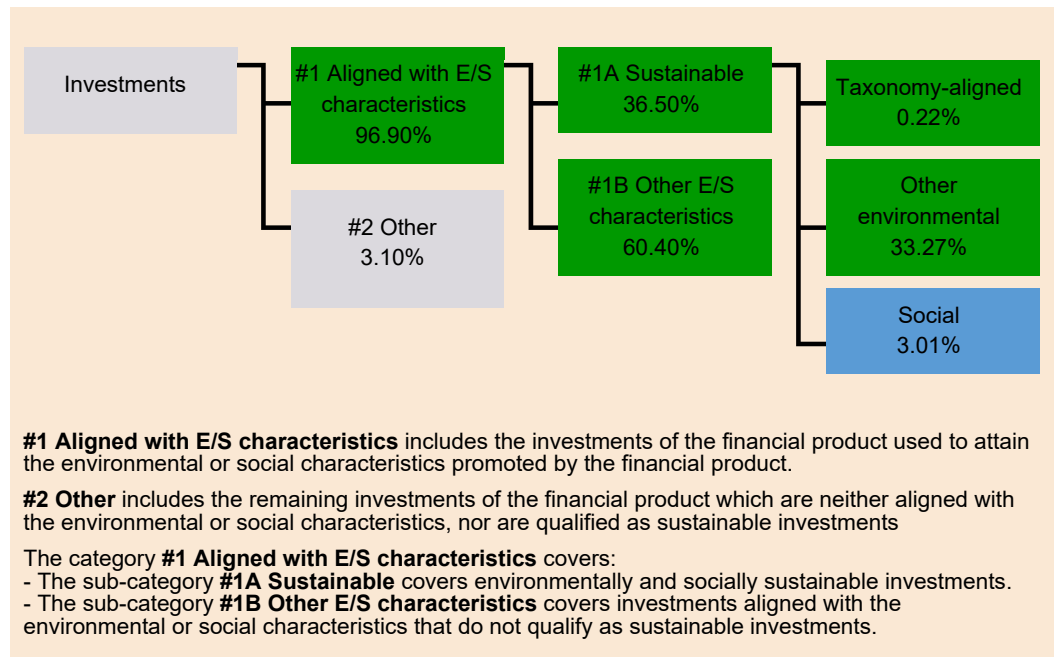 Investments
#1 Aligned with E/S
characteristics
96.90%
#2 Other
3.10%
#1A Sustainable
36.50%
#1B Other E/S
characteristics
60.40%
Taxonomy-aligned
0.22%
Other
environmental
33.27%
Social
3.01%
#1 Aligned with E/S characteristics includes the investments of the financial product used to attain
the environmental or social characteristics promoted by the financial product.
#2 Other includes the remaining investments of the financial product which are neither aligned with
the environmental or social characteristics, nor are qualified as sustainable investments
The category #1 Aligned with E/S characteristics covers:
- The sub-category #1A Sustainable covers environmentally and socially sustainable investments.
- The sub-category #1B Other E/S characteristics covers investments aligned with the
environmental or social characteristics that do not qualify as sustainable investments.